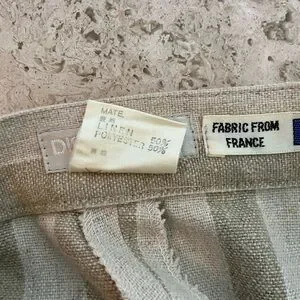 MATE.
LINEN 50%
POLYESTER 50%
FABRIC FROM
FRANCE